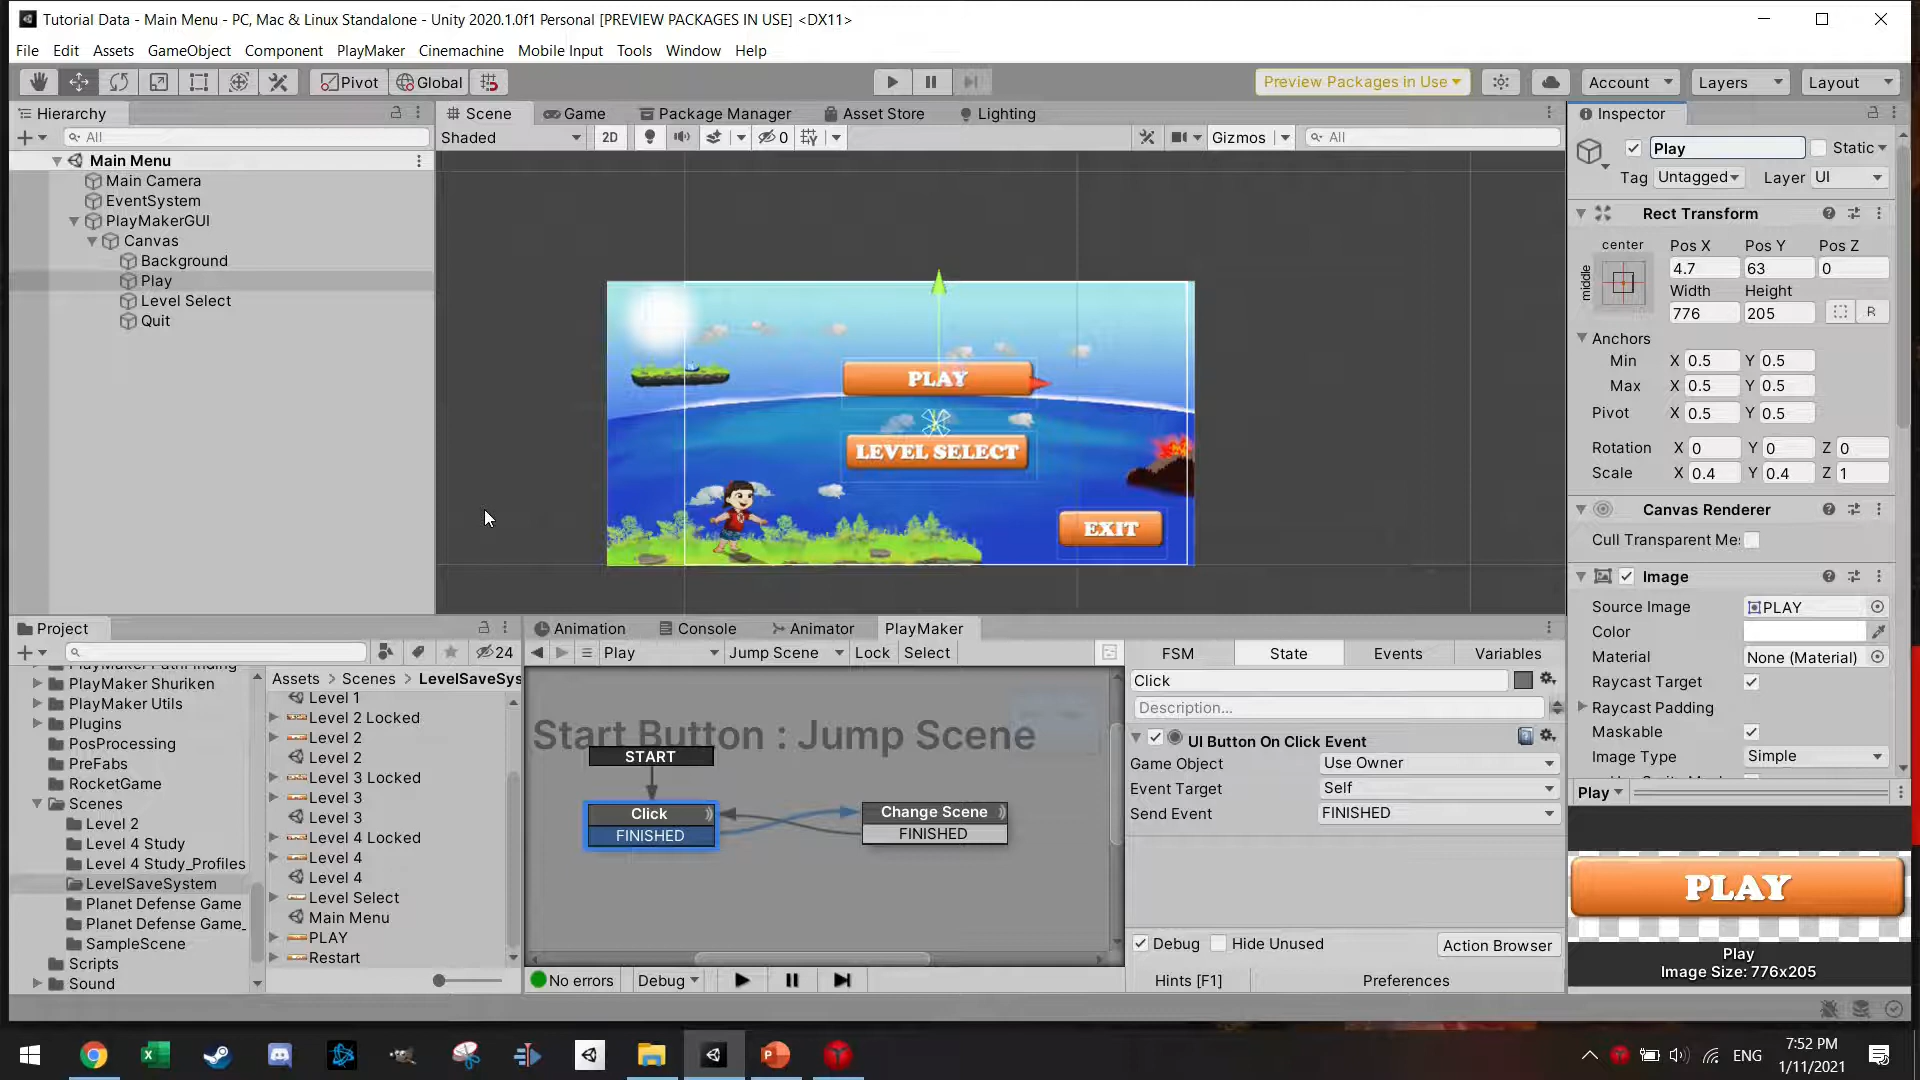 Tutorial Data - Main Menu - PC, Mac & Linux Standalone - Unity 2020.1.0f1 Personal [PREVIEW PACKAGES IN USE] <DX11>
File Edit Assets GameObject Component PlayMaker Cinemachine Mobile Input Tools Window Help
Pivot Global Preview Packages in Use Account Layers Layout
Hierarchy
All
Main Menu
Main Camera
EventSystem
PlayMakerGUI
Canvas
Background
Play
Level Select
Quit
Scene Game Package Manager Asset Store Lighting
Shaded 2D 0 Gizmos All
PLAY
LEVEL SELECT
EXIT
Inspector
Play Static
Tag Untagged Layer UI
Rect Transform
center Pos X Pos Y Pos Z
middle 4.7 63 0
Width Height
776 205 R
Anchors
Min X 0.5 Y 0.5
Max X 0.5 Y 0.5
Pivot X 0.5 Y 0.5
Rotation X 0 Y 0 Z 0
Scale X 0.4 Y 0.4 Z 1
Canvas Renderer
Cull Transparent Me:
Image
Source Image PLAY
Color
Material None (Material)
Raycast Target
Raycast Padding
Maskable
Image Type Simple
Play
PLAY
Play
Image Size: 776x205
Project
24
PlayMaker PathFinding
PlayMaker Shuriken
PlayMaker Utils
Plugins
PosProcessing
PreFabs
RocketGame
Scenes
Level 2
Level 4 Study
Level 4 Study_Profiles
LevelSaveSystem
Planet Defense Game
Planet Defense Game_
SampleScene
Scripts
Sound
Assets > Scenes > LevelSaveSys
Level 1
Level 2 Locked
Level 2
Level 2
Level 3 Locked
Level 3
Level 3
Level 4 Locked
Level 4
Level 4
Level Select
Main Menu
PLAY
Restart
Animation Console Animator PlayMaker
Play Jump Scene Lock Select
Start Button : Jump Scene
START
Click
FINISHED
Change Scene
FINISHED
No errors Debug
FSM State Events Variables
Click
Description...
UI Button On Click Event
Game Object Use Owner
Event Target Self
Send Event FINISHED
Debug Hide Unused Action Browser
Hints [F1] Preferences
ENG
7:52 PM
1/11/2021